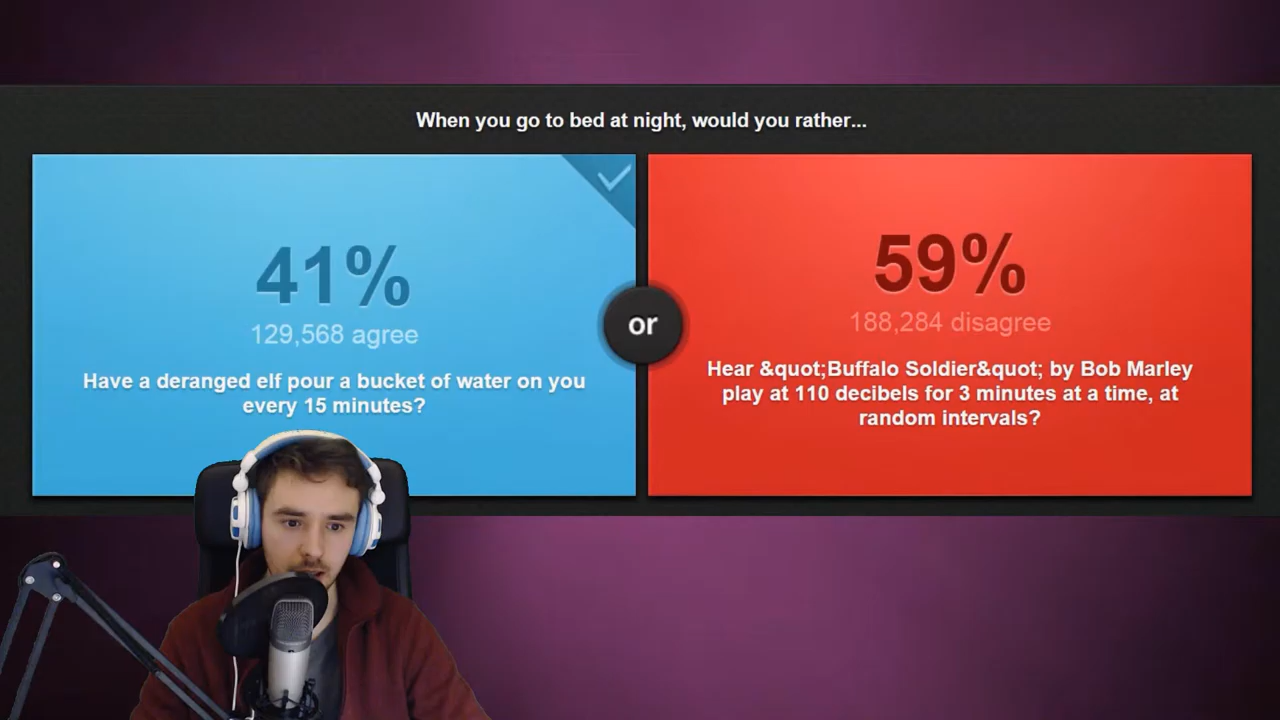 When you go to bed at night, would you rather...
41%
129,568 agree
Have a deranged elf pour a bucket of water on you
every 15 minutes?
or
59%
188,284 disagree
Hear &quot;Buffalo Soldier&quot; by Bob Marley
play at 110 decibels for 3 minutes at a time, at
random intervals?